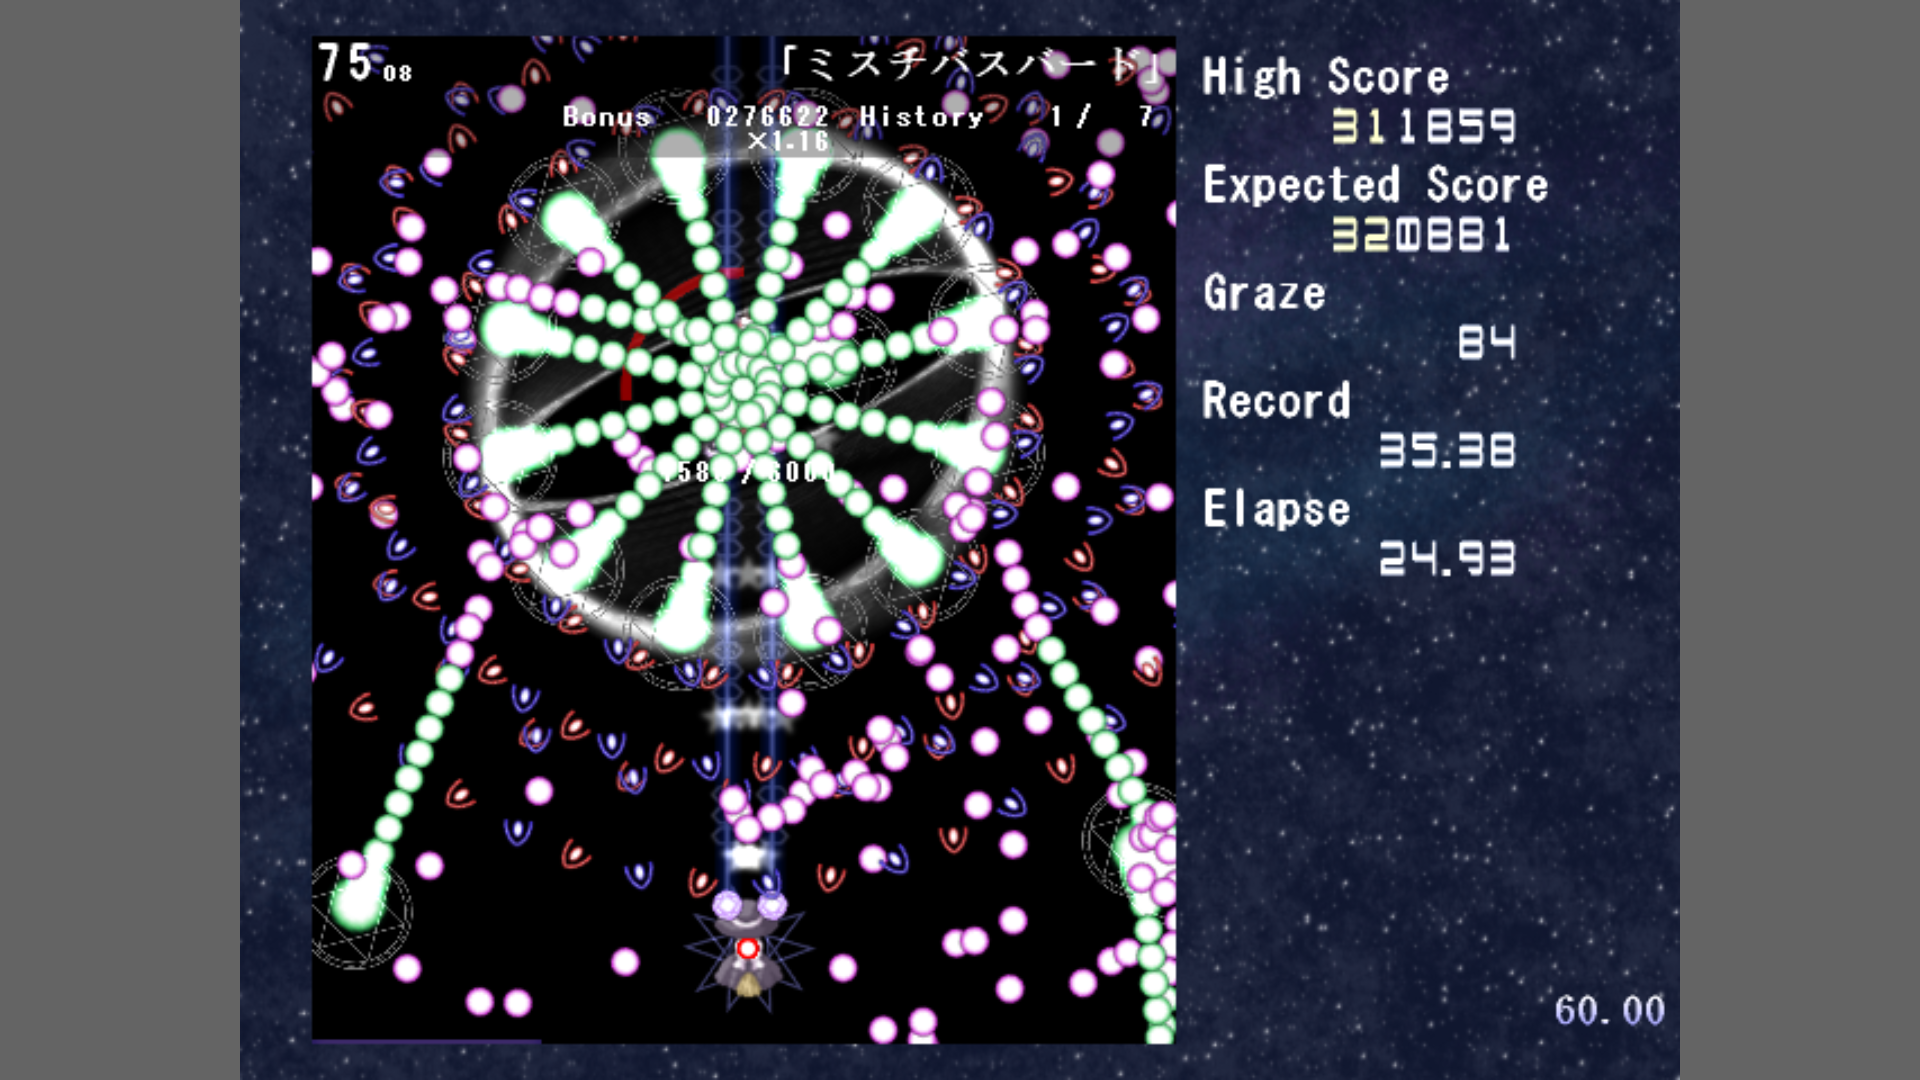 75.08
「ミスチバスバード」
Bonus 0276622 History 1/ 7
×1.16
/ 6000
High Score
311859
Expected Score
320881
Graze
84
Record
35.38
Elapse
24.93
60.00